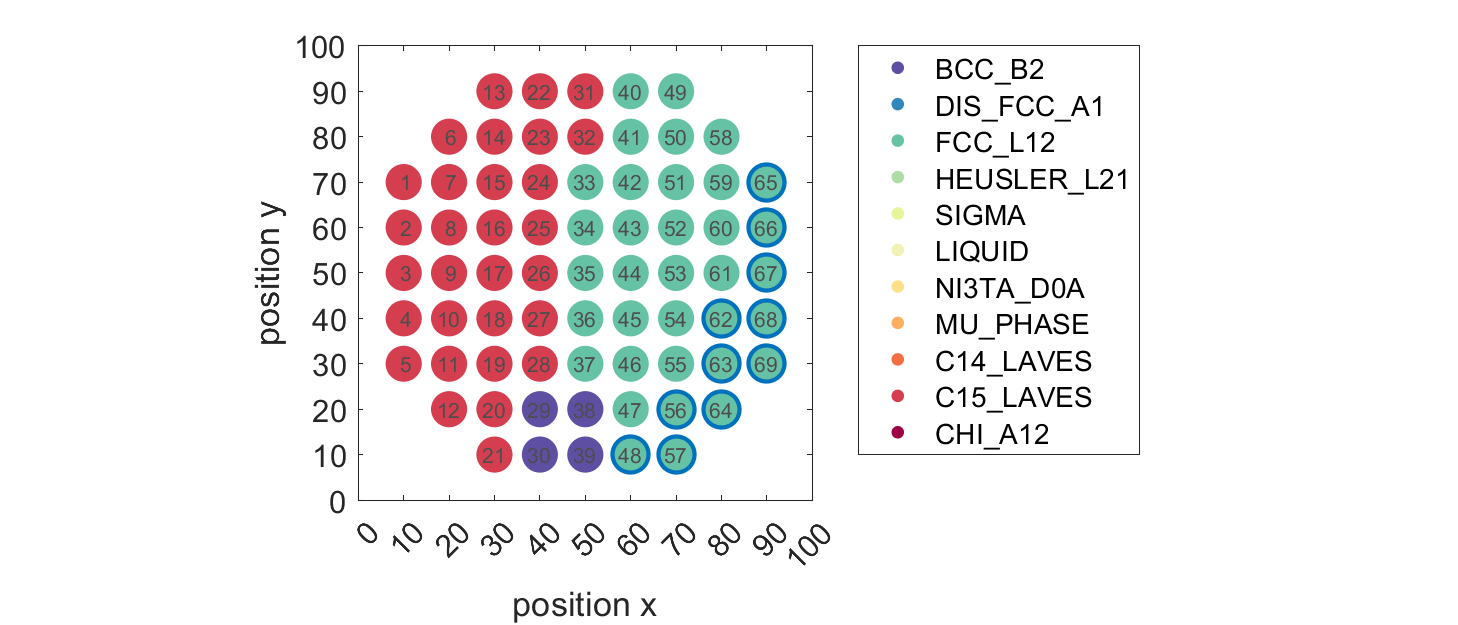 100
90
80
70
60
50
40
30
20
10
0
position y
13 22 31 40 49
6 14 23 32 41 50 58
1 7 15 24 33 42 51 59 65
2 8 16 25 34 43 52 60 66
3 9 17 26 35 44 53 61 67
4 10 18 27 36 45 54 62 68
5 11 19 28 37 46 55 63 69
12 20 29 38 47 56 64
21 30 39 48 57
0 10 20 30 40 50 60 70 80 90 100
position x
BCC_B2
DIS_FCC_A1
FCC_L12
HEUSLER_L21
SIGMA
LIQUID
NI3TA_D0A
MU_PHASE
C14_LAVES
C15_LAVES
CHI_A12